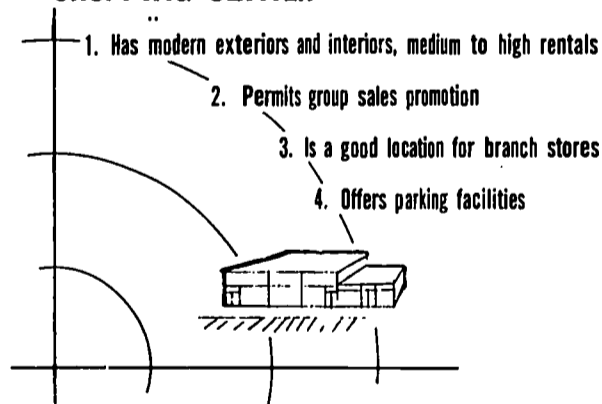 1. Has modern exteriors and interiors, medium to high rentals
2. Permits group sales promotion
3. Is a good location for branch stores
4. Offers parking facilities